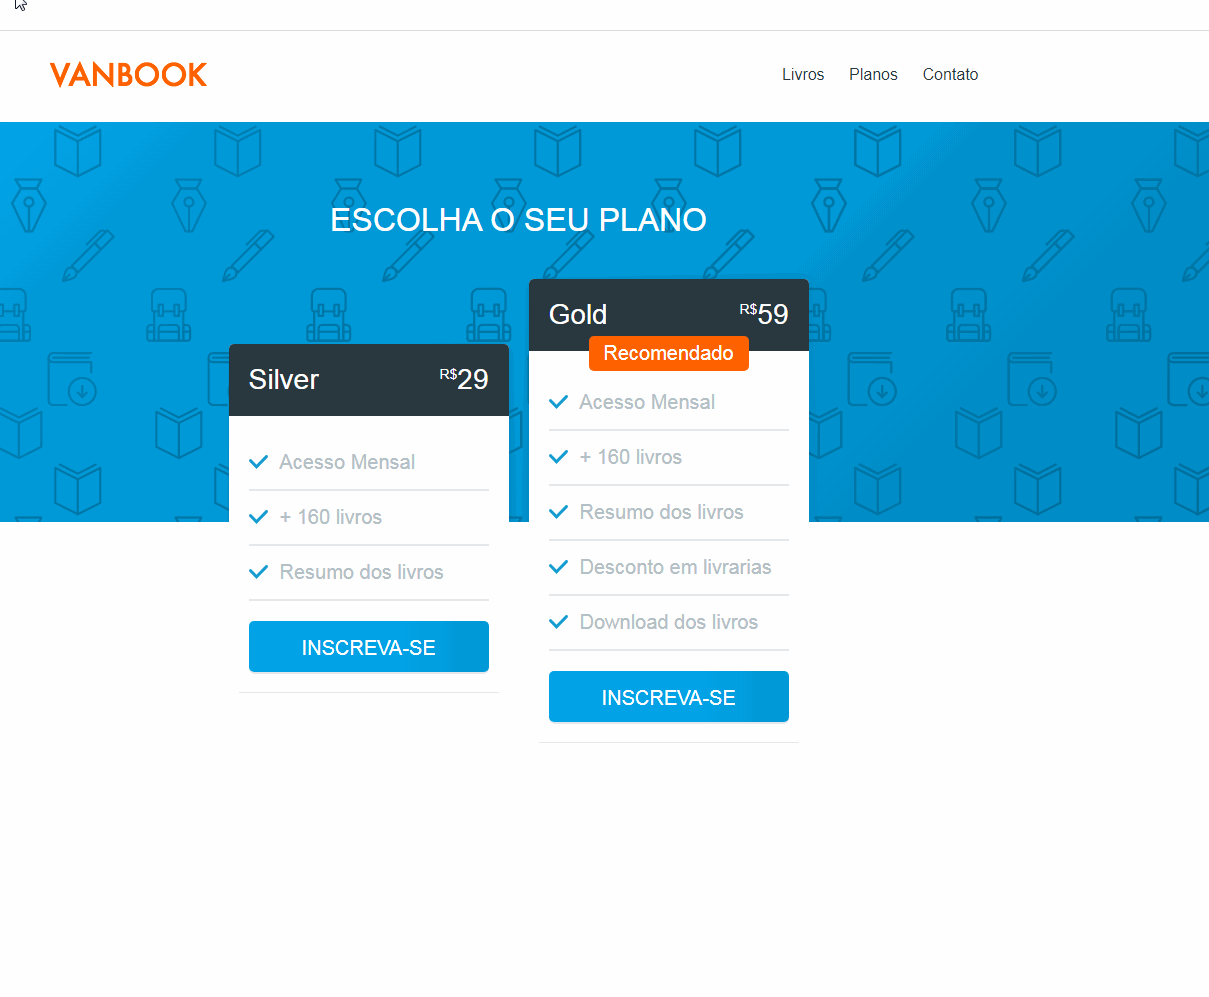 VANBOOK
Livros Planos Contato
ESCOLHA O SEU PLANO
Silver R$29
Acesso Mensal
+ 160 livros
Resumo dos livros
INSCREVA-SE
Gold R$59
Recomendado
Acesso Mensal
+ 160 livros
Resumo dos livros
Desconto em livrarias
Download dos livros
INSCREVA-SE